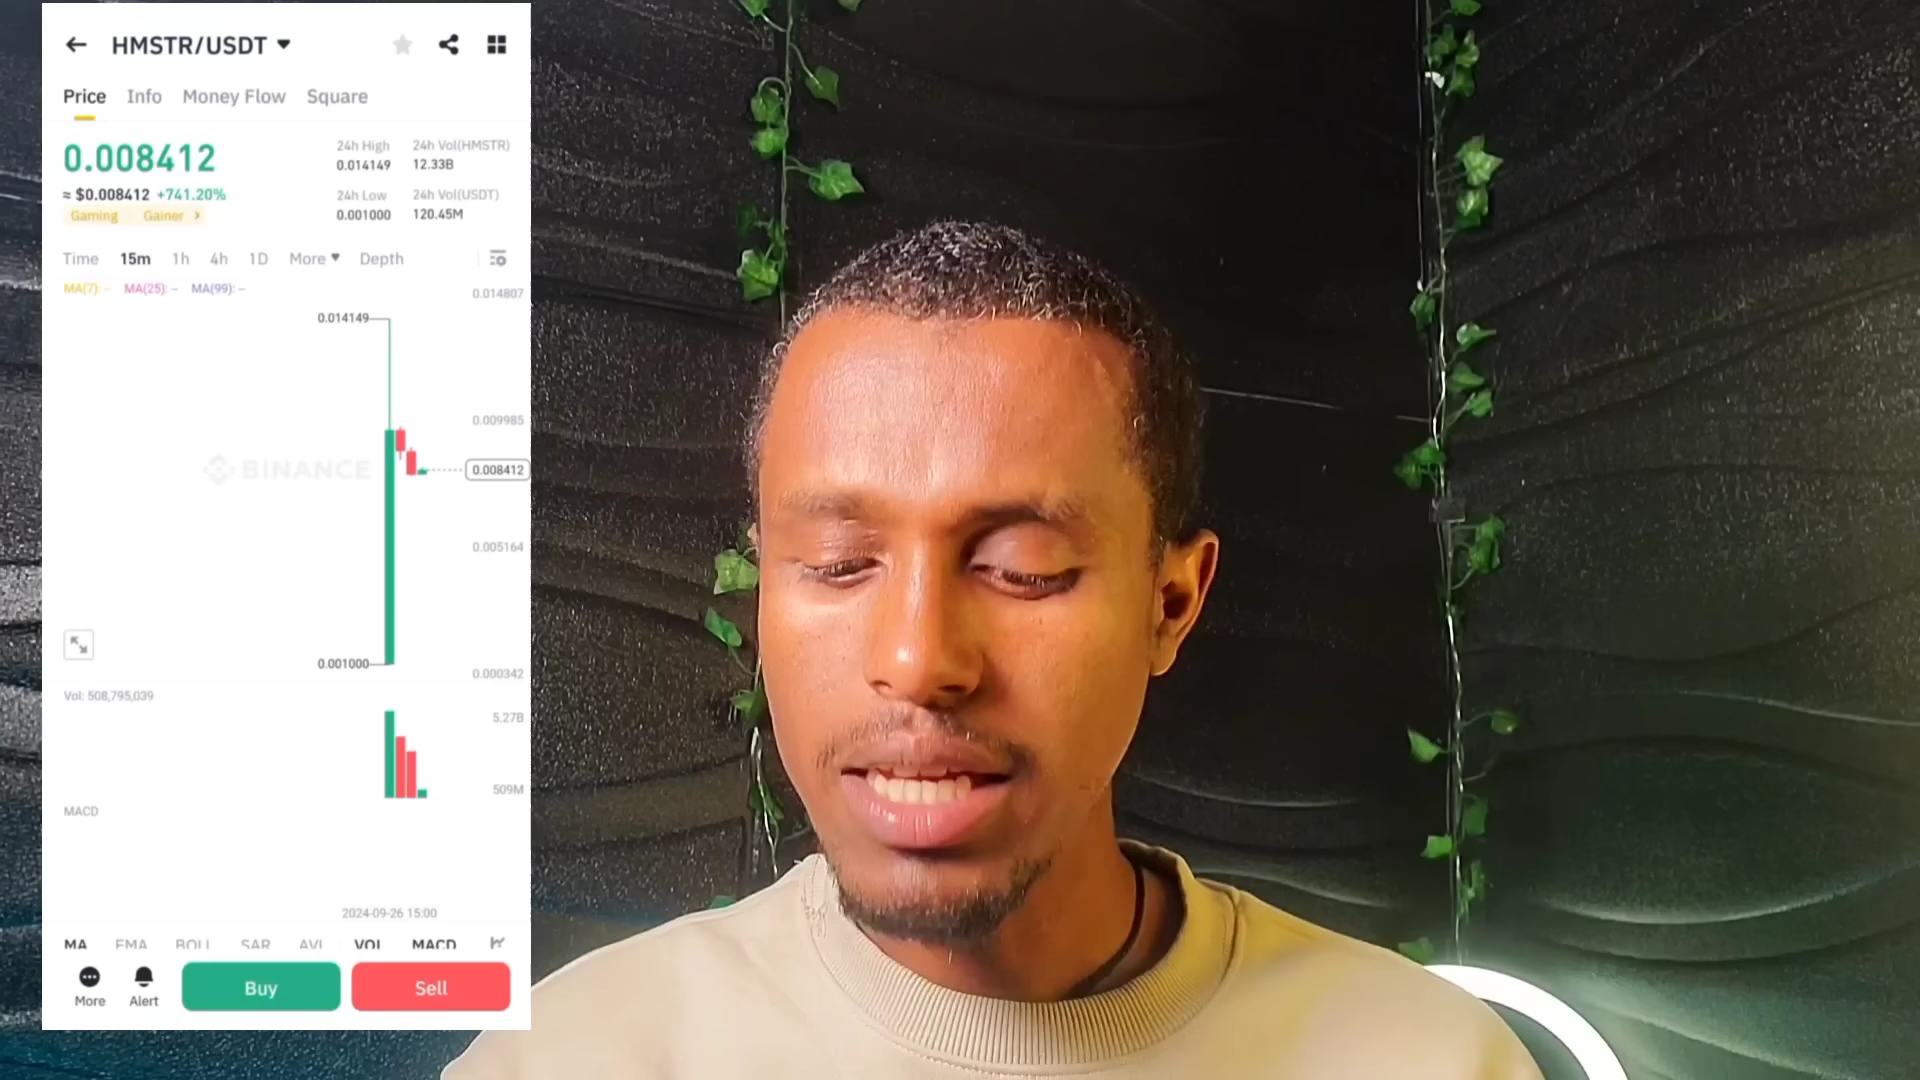 HMSTR/USDT
Price Info Money Flow Square
0.008412
≈ $0.008412 +741.20%
Gaming Gainer
24h High
0.014149
24h Vol(HMSTR)
12.33B
24h Low
0.001000
24h Vol(USDT)
120.45M
Time 15m 1h 4h 1D More Depth
MA(7): -- MA(25): -- MA(99): --
0.014807
0.014149
0.009985
BINANCE
0.008412
0.005164
0.001000
0.000342
Vol: 508,795,039
5.27B
509M
MACD
2024-09-26 15:00
MA EMA BOLL SAR AVL VOL MACD
More Alert Buy Sell